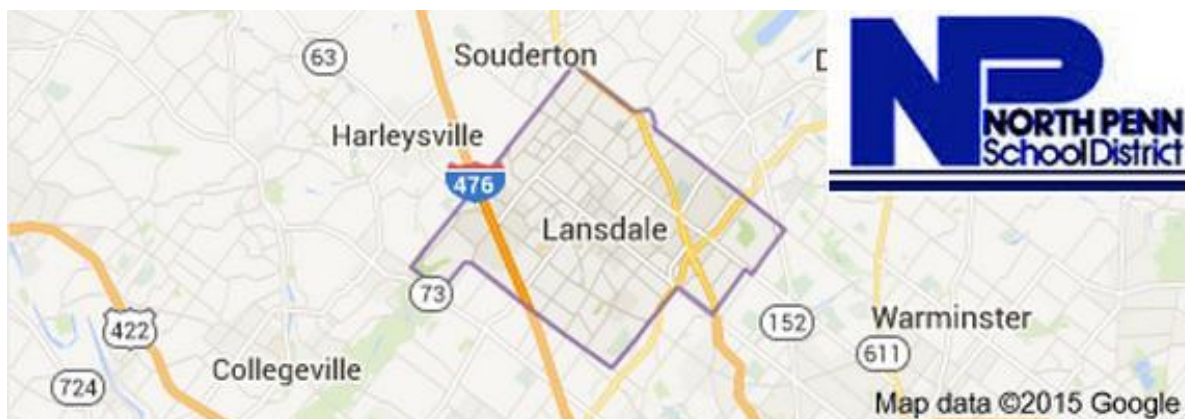 63
Souderton
D
Harleysville
476
Lansdale
73
422
152
Warminster
611
Collegeville
724
NP
NORTH PENN
School District
Map data ©2015 Google